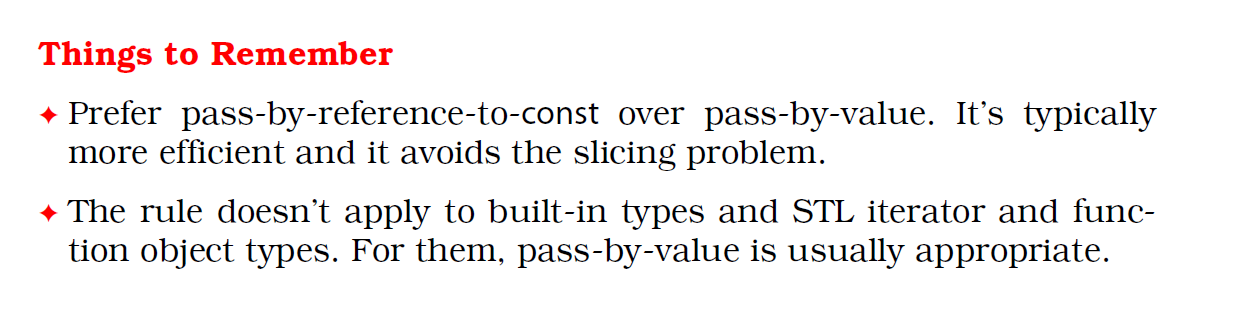 Things to Remember
✦ Prefer pass-by-reference-to-const over pass-by-value. It’s typically
more efficient and it avoids the slicing problem.
✦ The rule doesn’t apply to built-in types and STL iterator and func-
tion object types. For them, pass-by-value is usually appropriate.